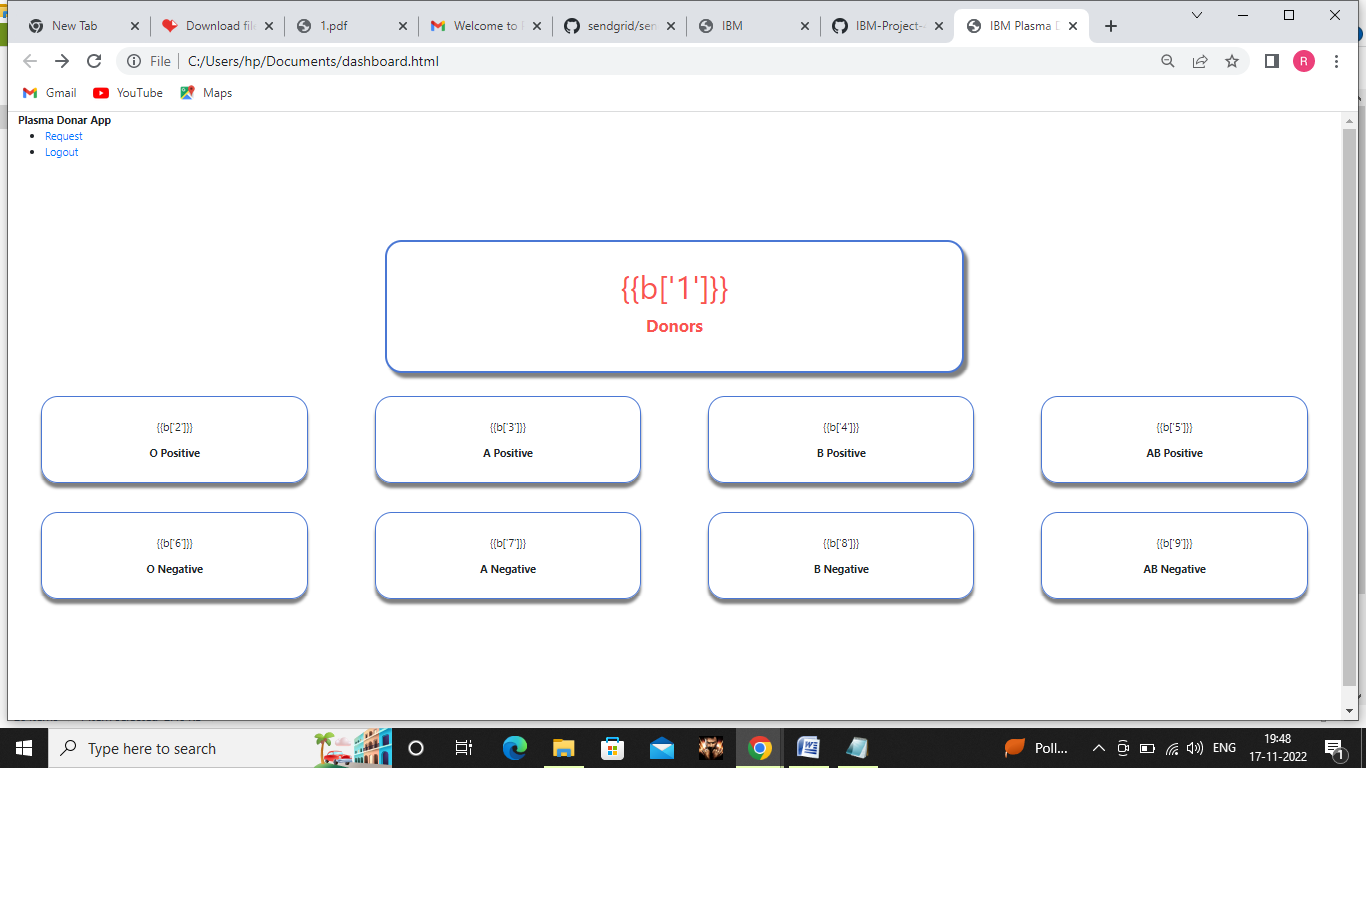 New Tab
Download file
1.pdf
Welcome to
sendgrid/sen
IBM
IBM-Project-
IBM Plasma
File
C:/Users/hp/Documents/dashboard.html
R
Gmail
YouTube
Maps
Plasma Donar App
Request
Logout
{{b['1']}}
Donors
{{b['2']}} {{b['3']}} {{b['4']}} {{b['5']}}
O Positive A Positive B Positive AB Positive
{{b['6']}} {{b['7']}} {{b['8']}} {{b['9']}}
O Negative A Negative B Negative AB Negative
Type here to search
W
Poll...
ENG
19:48
17-11-2022
1